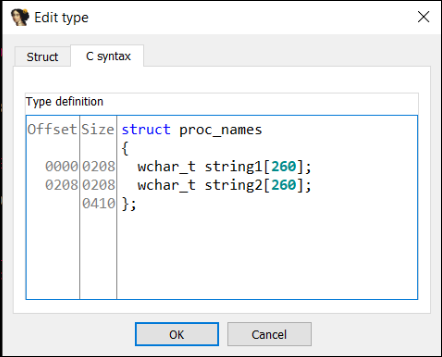 Edit type
Struct C syntax
Type definition
Offset Size struct proc_names
{
0000 0208 wchar_t string1[260];
0208 0208 wchar_t string2[260];
0410 };
OK Cancel